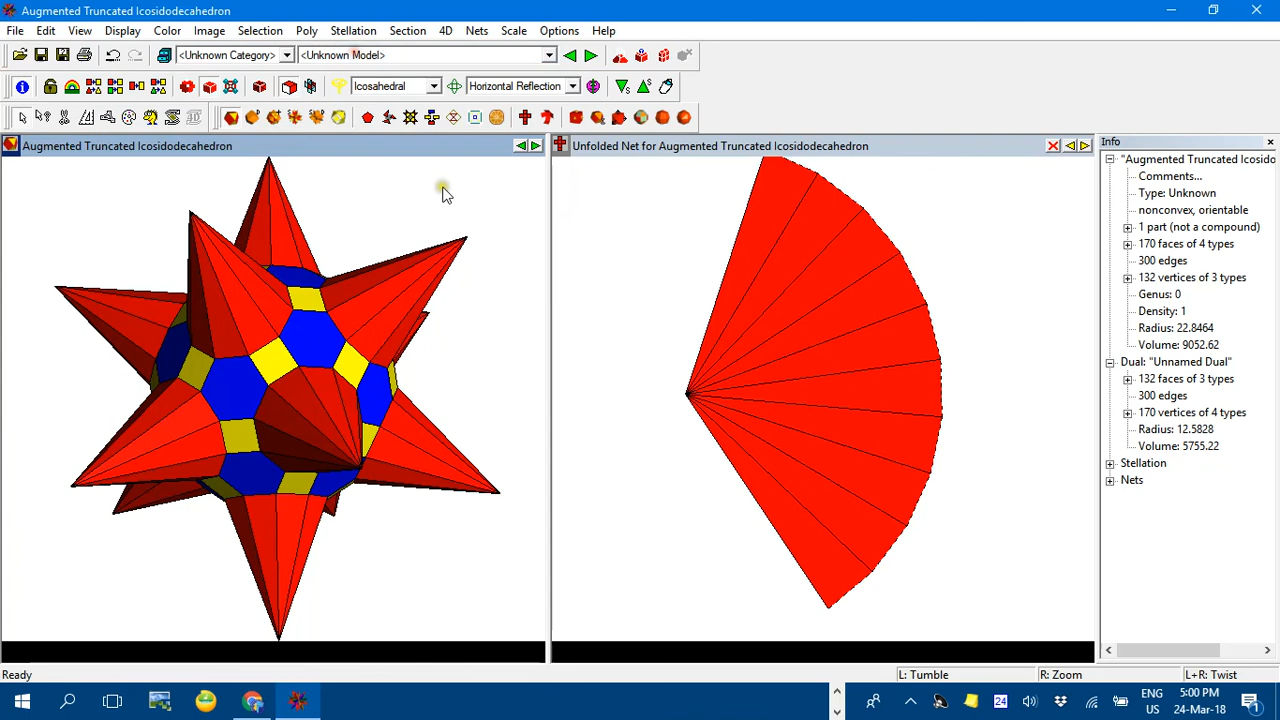 Augmented Truncated Icosidodecahedron
File Edit View Display Color Image Selection Poly Stellation Section 4D Nets Scale Options Help
<Unknown Category> <Unknown Model>
Icosahedral Horizontal Reflection
Augmented Truncated Icosidodecahedron
Unfolded Net for Augmented Truncated Icosidodecahedron
Info
"Augmented Truncated Icosido
Comments...
Type: Unknown
nonconvex, orientable
1 part (not a compound)
170 faces of 4 types
300 edges
132 vertices of 3 types
Genus: 0
Density: 1
Radius: 22.8464
Volume: 9052.62
Dual: "Unnamed Dual"
132 faces of 3 types
300 edges
170 vertices of 4 types
Radius: 12.5828
Volume: 5755.22
Stellation
Nets
Ready
L: Tumble R: Zoom L+R: Twist
24
ENG
US
5:00 PM
24-Mar-18
1